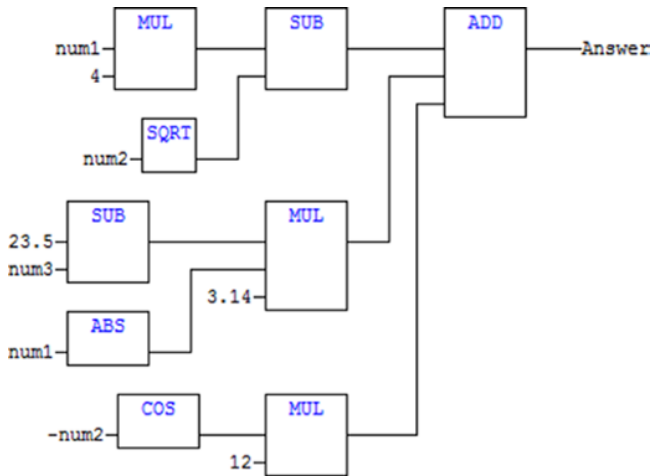 MUL SUB ADD
num1 Answer
4
SQRT
num2
SUB MUL
23.5
num3
3.14
ABS
num1
COS MUL
-num2
12